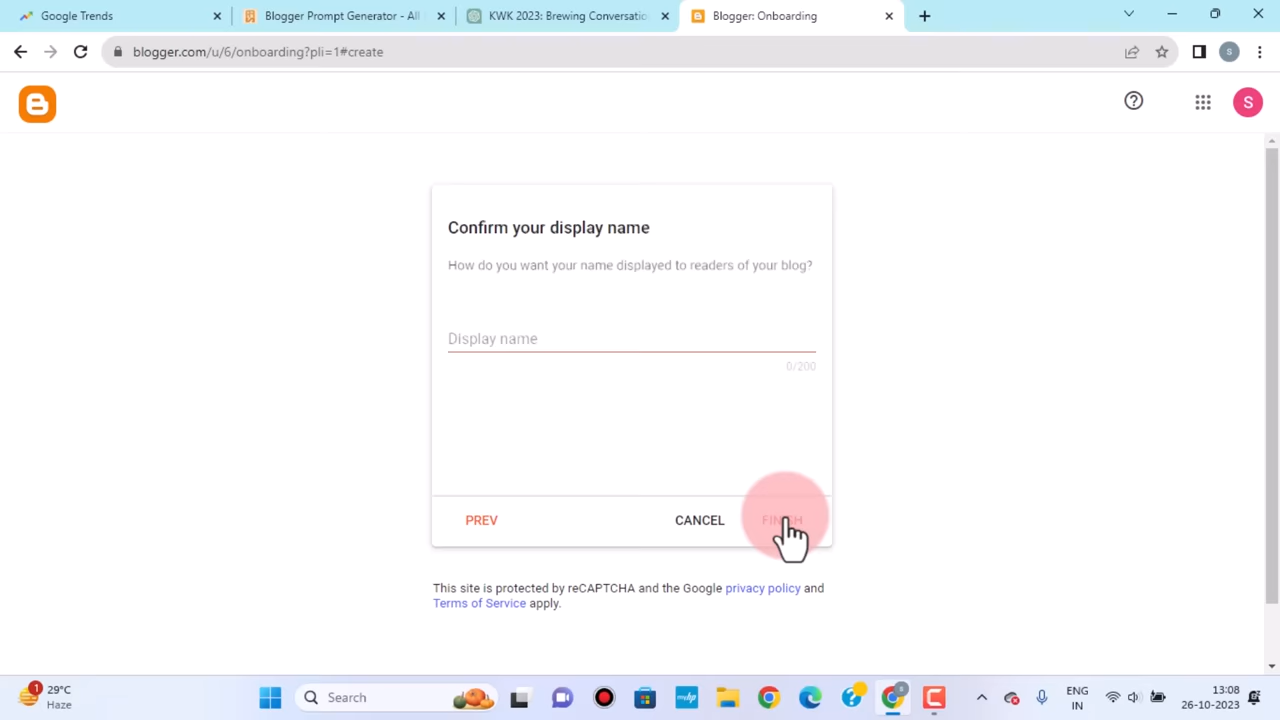 Google Trends
Blogger Prompt Generator - All
KWK 2023: Brewing Conversatio
Blogger: Onboarding
blogger.com/u/6/onboarding?pli=1#create
S
S
Confirm your display name
How do you want your name displayed to readers of your blog?
Display name
0/200
PREV
CANCEL
FINISH
This site is protected by reCAPTCHA and the Google privacy policy and
Terms of Service apply.
1
29°C
Haze
Search
myhp
S
ENG
IN
13:08
26-10-2023